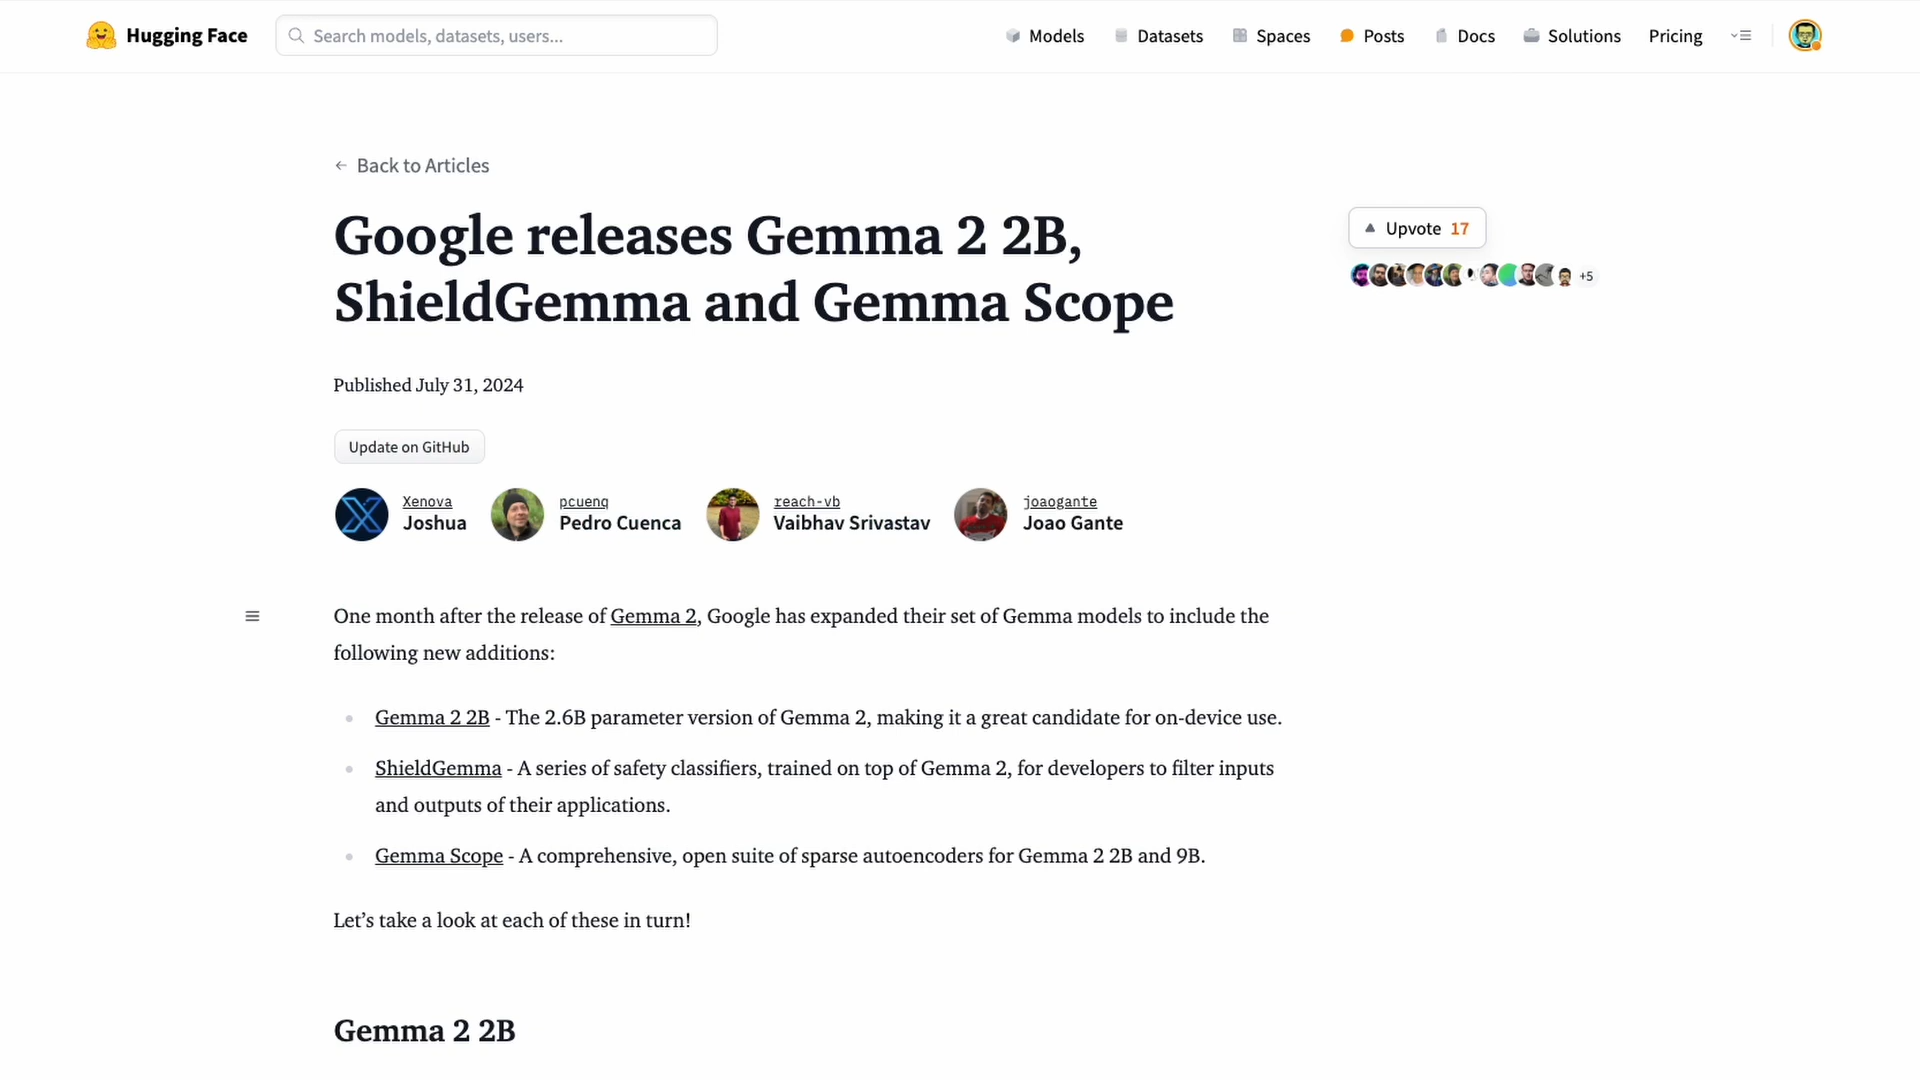 Hugging Face
Search models, datasets, users...
Models
Datasets
Spaces
Posts
Docs
Solutions
Pricing
Back to Articles
Google releases Gemma 2 2B,
ShieldGemma and Gemma Scope
Upvote 17
+5
Published July 31, 2024
Update on GitHub
Xenova
Joshua
pcuenq
Pedro Cuenca
reach-vb
Vaibhav Srivastav
joaogante
Joao Gante
One month after the release of Gemma 2, Google has expanded their set of Gemma models to include the
following new additions:
Gemma 2 2B - The 2.6B parameter version of Gemma 2, making it a great candidate for on-device use.
ShieldGemma - A series of safety classifiers, trained on top of Gemma 2, for developers to filter inputs
and outputs of their applications.
Gemma Scope - A comprehensive, open suite of sparse autoencoders for Gemma 2 2B and 9B.
Let’s take a look at each of these in turn!
Gemma 2 2B